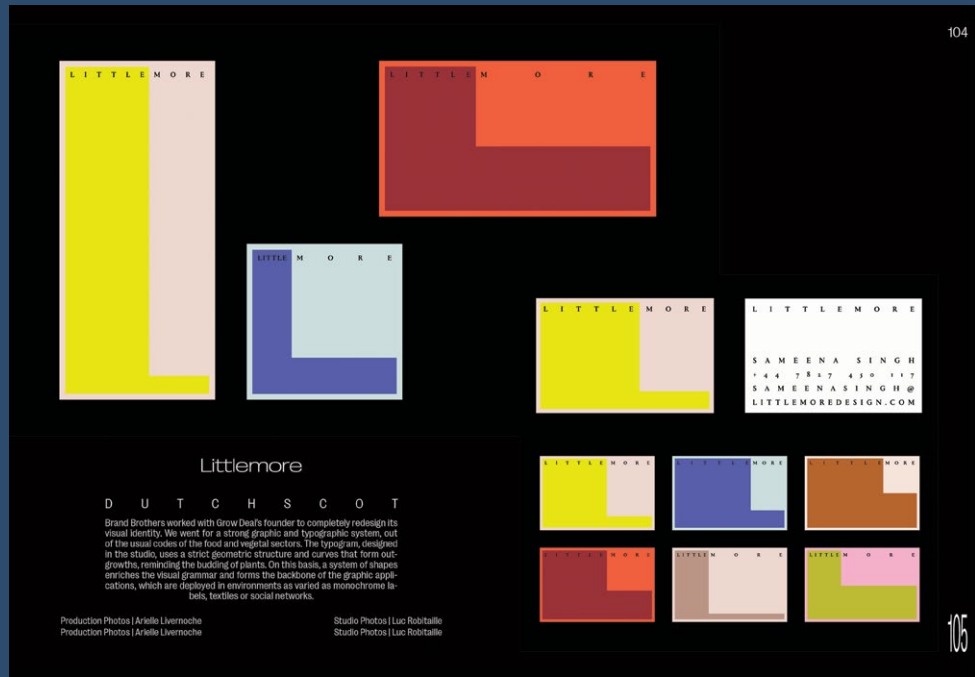 104
L I T T L E M O R E
L I T T L E M O R E
LITTLE M O R E
L I T T L E M O R E
L I T T L E M O R E
S A M E E N A S I N G H
+ 4 4 7 8 2 7 4 3 0 1 1 7
S A M E E N A S I N G H @
L I T T L E M O R E D E S I G N . C O M
Littlemore
D U T C H S C O T
Brand Brothers worked with Grow Deal's founder to completely redesign its
visual identity. We went for a strong graphic and typographic system, out
of the usual codes of the food and vegetal sectors. The typogram, designed
in the studio, uses a strict geometric structure and curves that form out-
growths, reminding the budding of plants. On this basis, a system of shapes
enriches the visual grammar and forms the backbone of the graphic appli-
cations, which are deployed in environments as varied as monochrome la-
bels, textiles or social networks.
Production Photos | Arielle Livernoche
Production Photos | Arielle Livernoche
Studio Photos | Luc Robitaille
Studio Photos | Luc Robitaille
L I T T L E M O R E
L I T T L E M O R E
L I T T L E M O R E
L I T T L E M O R E
LITTLE M O R E
LITTLE M O R E
105